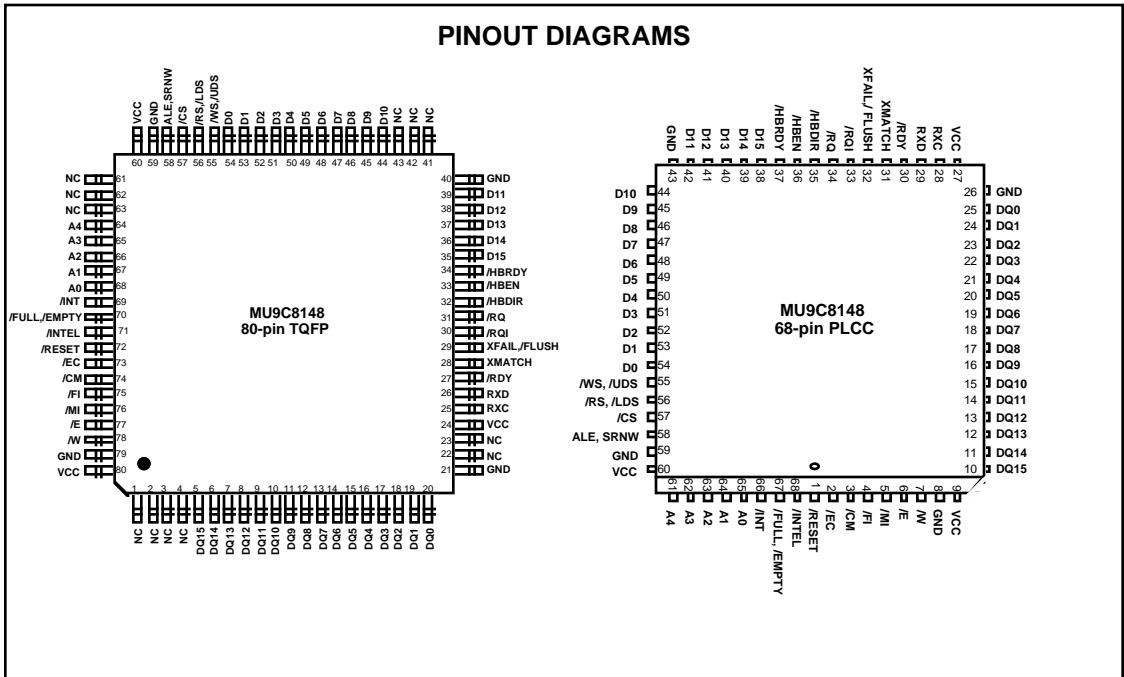 PINOUT DIAGRAMS
VCC
GND
ALE,SRNW
/CS
/RS,/LDS
/WS,/UDS
D0
D1
D2
D3
D4
D5
D6
D7
D8
D9
D10
NC
NC
NC
60 59 58 57 56 55 54 53 52 51 50 49 48 47 46 45 44 43 42 41
NC 61
NC 62
NC 63
A4 64
A3 65
A2 66
A1 67
A0 68
/INT 69
/FULL,/EMPTY 70
/INTEL 71
/RESET 72
/EC 73
/CM 74
/FI 75
/MI 76
/E 77
/W 78
GND 79
VCC 80
MU9C8148
80-pin TQFP
40 GND
39 D11
38 D12
37 D13
36 D14
35 D15
34 /HBRDY
33 /HBEN
32 /HBDIR
31 /RQ
30 /RQI
29 XFAIL,/FLUSH
28 XMATCH
27 /RDY
26 RXD
25 RXC
24 VCC
23 NC
22 NC
21 GND
1 2 3 4 5 6 7 8 9 10 11 12 13 14 15 16 17 18 19 20
NC
NC
NC
NC
DQ15
DQ14
DQ13
DQ12
DQ11
DQ10
DQ9
DQ8
DQ7
DQ6
DQ5
DQ4
DQ3
DQ2
DQ1
DQ0
GND
D11
D12
D13
D14
D15
/HBRDY
/HBEN
/HBDIR
/RQ
/RQI
XFAIL,/ FLUSH
XMATCH
/RDY
RXD
RXC
VCC
43 42 41 40 39 38 37 36 35 34 33 32 31 30 29 28 27
D10 44
D9 45
D8 46
D7 47
D6 48
D5 49
D4 50
D3 51
D2 52
D1 53
D0 54
/WS, /UDS 55
/RS, /LDS 56
/CS 57
ALE, SRNW 58
GND 59
VCC 60
MU9C8148
68-pin PLCC
26 GND
25 DQ0
24 DQ1
23 DQ2
22 DQ3
21 DQ4
20 DQ5
19 DQ6
18 DQ7
17 DQ8
16 DQ9
15 DQ10
14 DQ11
13 DQ12
12 DQ13
11 DQ14
10 DQ15
61 62 63 64 65 66 67 68 1 2 3 4 5 6 7 8 9
A4
A3
A2
A1
A0
/INT
/FULL, /EMPTY
/INTEL
/RESET
/EC
/CM
/FI
/MI
/E
/W
GND
VCC